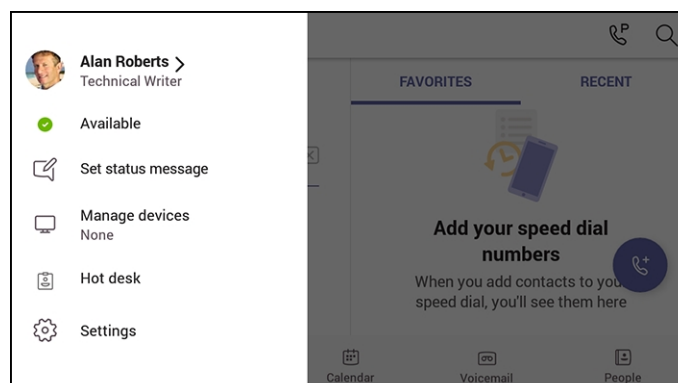 Alan Roberts >
Technical Writer
Available
Set status message
Manage devices
None
Hot desk
Settings
P
FAVORITES
RECENT
Add your speed dial
numbers
When you add contacts to you
speed dial, you'll see them here
Calendar
Voicemail
People